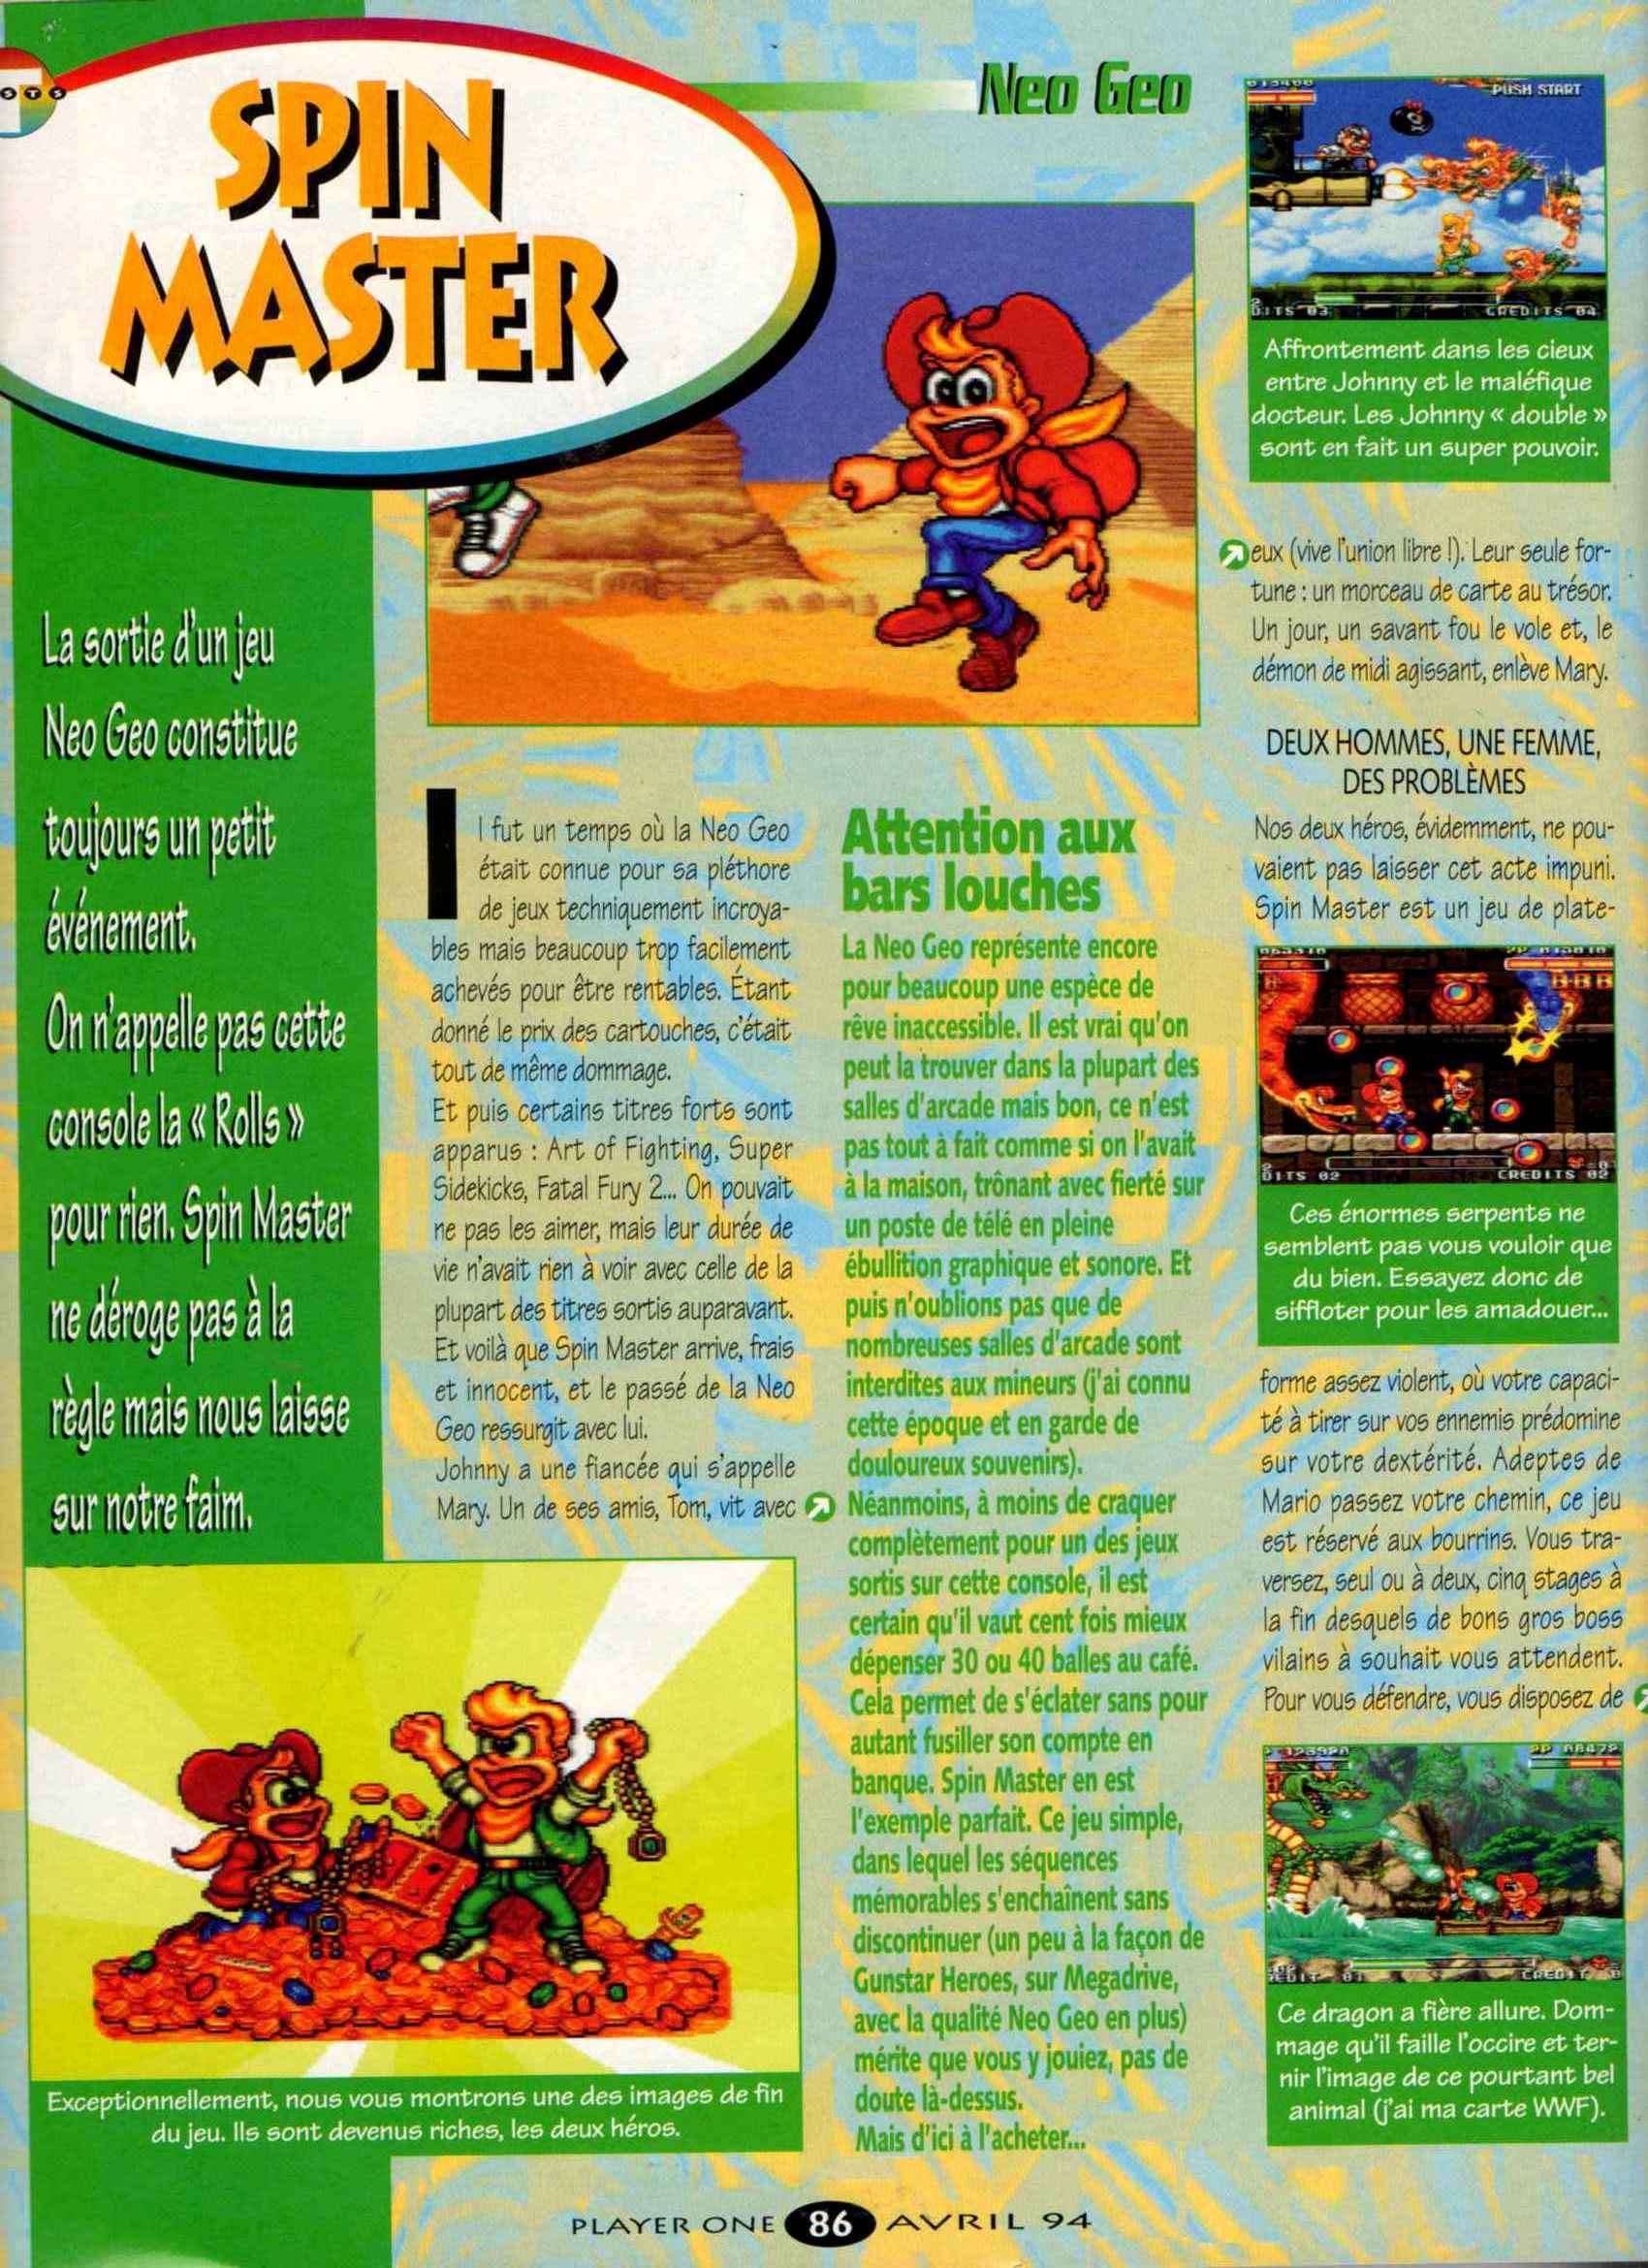 STS
SPIN
MASTER
Neo Geo
La sortie d'un jeu
Neo Geo constitue
toujours un petit
événement.
On n'appelle pas cette
console la « Rolls »
pour rien. Spin Master
ne déroge pas à la
règle mais nous laisse
sur notre faim.
Il fut un temps où la Neo Geo
était connue pour sa pléthore
de jeux techniquement incroya-
bles mais beaucoup trop facilement
achevés pour être rentables. Étant
donné le prix des cartouches, c'était
tout de même dommage.
Et puis certains titres forts sont
apparus : Art of Fighting, Super
Sidekicks, Fatal Fury 2... On pouvait
ne pas les aimer, mais leur durée de
vie n'avait rien à voir avec celle de la
plupart des titres sortis auparavant.
Et voilà que Spin Master arrive, frais
et innocent, et le passé de la Neo
Geo ressurgit avec lui.
Johnny a une fiancée qui s'appelle
Mary. Un de ses amis, Tom, vit avec
Exceptionnellement, nous vous montrons une des images de fin
du jeu. Ils sont devenus riches, les deux héros.
Attention aux
bars louches
La Neo Geo représente encore
pour beaucoup une espèce de
rêve inaccessible. Il est vrai qu'on
peut la trouver dans la plupart des
salles d'arcade mais bon, ce n'est
pas tout à fait comme si on l'avait
à la maison, trônant avec fierté sur
un poste de télé en pleine
ébullition graphique et sonore. Et
puis n'oublions pas que de
nombreuses salles d'arcade sont
interdites aux mineurs (j'ai connu
cette époque et en garde de
douloureux souvenirs).
Néanmoins, à moins de craquer
complètement pour un des jeux
sortis sur cette console, il est
certain qu'il vaut cent fois mieux
dépenser 30 ou 40 balles au café.
Cela permet de s'éclater sans pour
autant fusiller son compte en
banque. Spin Master en est
l'exemple parfait. Ce jeu simple,
dans lequel les séquences
mémorables s'enchaînent sans
discontinuer (un peu à la façon de
Gunstar Heroes, sur Megadrive,
avec la qualité Neo Geo en plus)
mérite que vous y jouiez, pas de
doute là-dessus.
Mais d'ici à l'acheter...
PUSH START
CREDITS 04
Affrontement dans les cieux
entre Johnny et le maléfique
docteur. Les Johnny « double »
sont en fait un super pouvoir.
eux (vive l'union libre !). Leur seule for-
tune : un morceau de carte au trésor.
Un jour, un savant fou le vole et, le
démon de midi agissant, enlève Mary.
DEUX HOMMES, UNE FEMME,
DES PROBLÈMES
Nos deux héros, évidemment, ne pou-
vaient pas laisser cet acte impuni.
Spin Master est un jeu de plate-
BBB
DITS 02
CREDITS 02
Ces énormes serpents ne
semblent pas vous vouloir que
du bien. Essayez donc de
siffloter pour les amadouer...
forme assez violent, où votre capaci-
té à tirer sur vos ennemis prédomine
sur votre dextérité. Adeptes de
Mario passez votre chemin, ce jeu
est réservé aux bourrins. Vous tra-
versez, seul ou à deux, cinq stages à
la fin desquels de bons gros boss
vilains à souhait vous attendent.
Pour vous défendre, vous disposez de
Ce dragon a fière allure. Dom-
mage qu'il faille l'occire et ter-
nir l'image de ce pourtant bel
animal (j'ai ma carte WWF).
PLAYER ONE 86 AVRIL 94